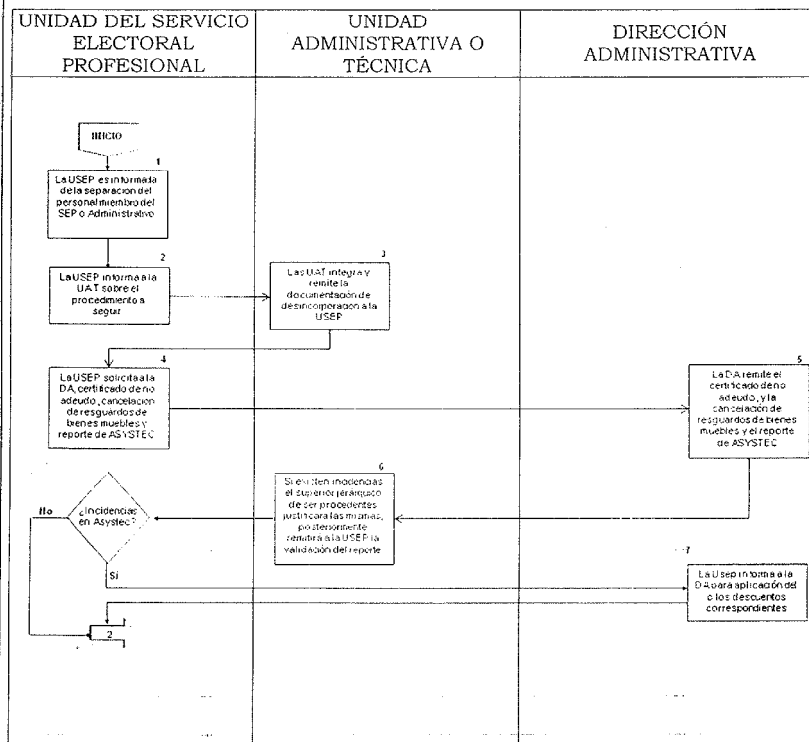 UNIDAD DEL SERVICIO
ELECTORAL
PROFESIONAL
UNIDAD
ADMINISTRATIVA O
TÉCNICA
DIRECCIÓN
ADMINISTRATIVA
INICIO
1
La USEP es informada
de la separacion del
personal miembro del
SEP o Administrativo
2
La USEP informa a la
UAT sobre el
procedimiento a
seguir
3
Las UAT integra y
remite la
documentación de
desincorporación a la
USEP
4
La USEP solicita a la
DA, certificado de no
adeudo, cancelación
de resguardos de
bienes muebles y
reporte de ASYSTEC
5
La DA remite el
certificado de no
adeudo, y la
cancelación de
resguardos de bienes
muebles y el reporte
de ASYSTEC
6
Si existen incidencias
el superior jerárquico
de ser procedentes
justificara las mismas,
posteriormente
remitirá a la USEP la
validación del reporte
No
¿Incidencias
en Asystec?
Si
7
La Usep informa a la
DA para aplicación del
o los descuentos
correspondientes
2